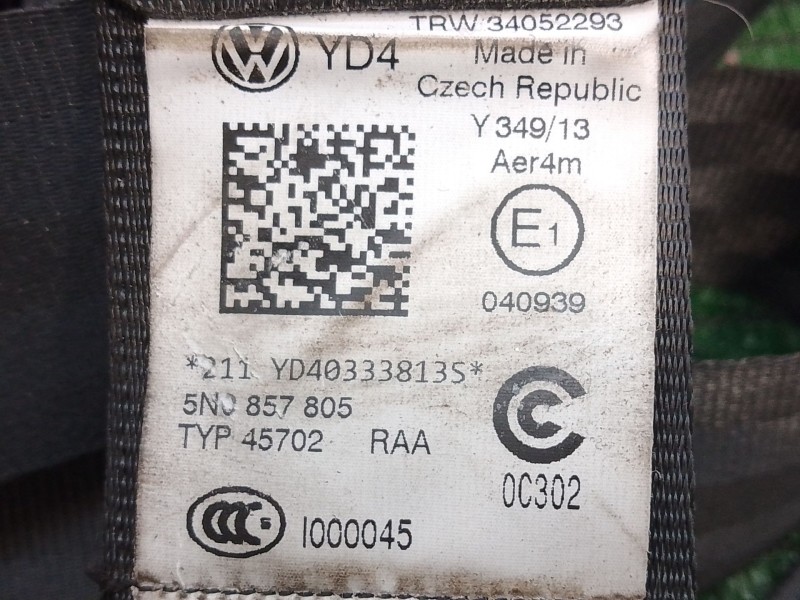 TRW 34052293
YD4
Made in
Czech Republic
Y 349/13
Aer4m
E1
040939
*211 YD40333813S*
5N0 857 805
TYP 45702 RAA
0C302
I000045